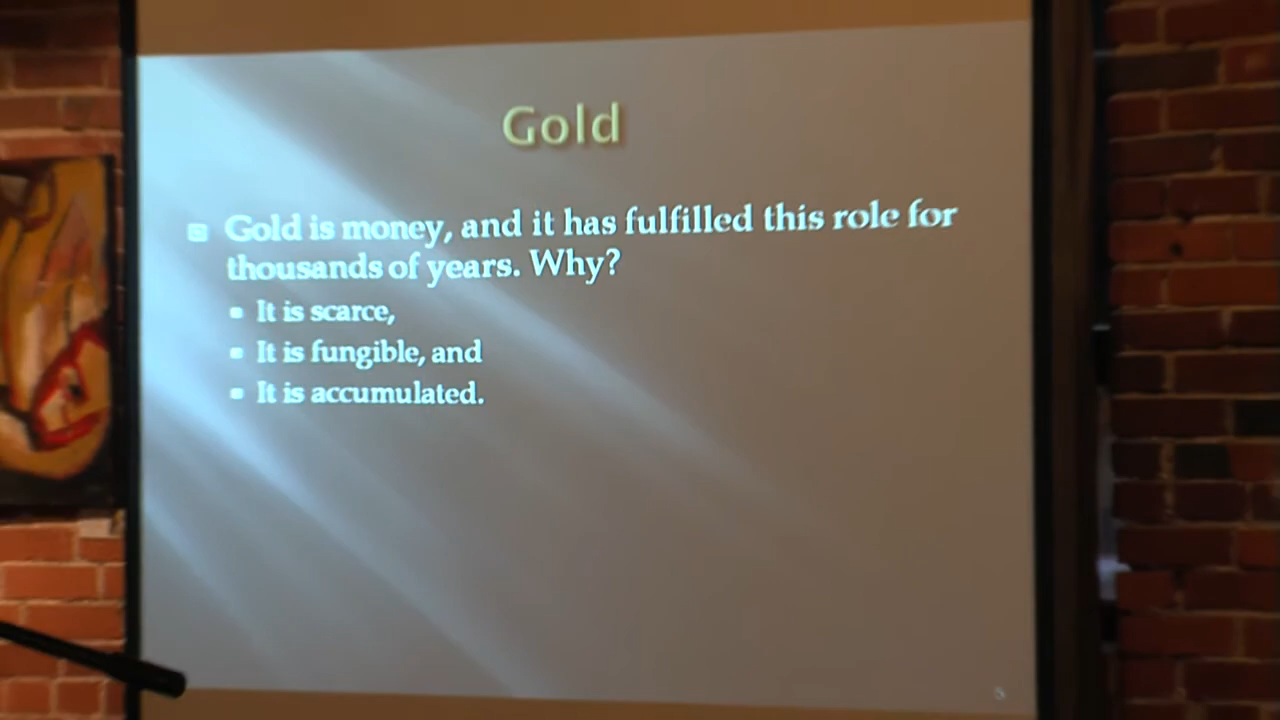 Gold
Gold is money, and it has fulfilled this role for
thousands of years. Why?
It is scarce,
It is fungible, and
It is accumulated.